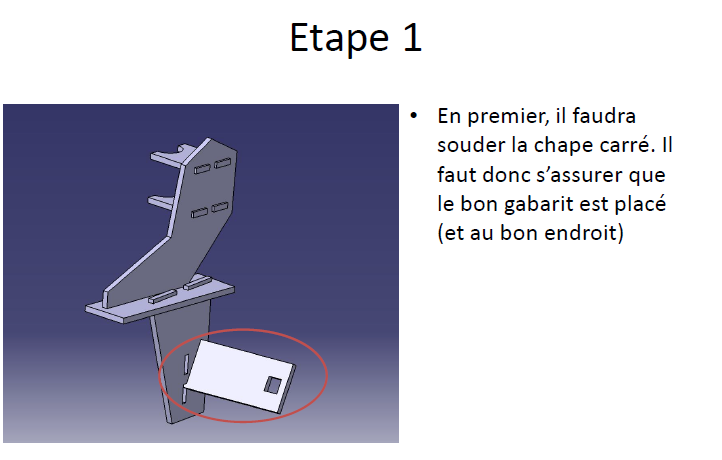 Etape 1
• En premier, il faudra
souder la chape carré. Il
faut donc s’assurer que
le bon gabarit est placé
(et au bon endroit)